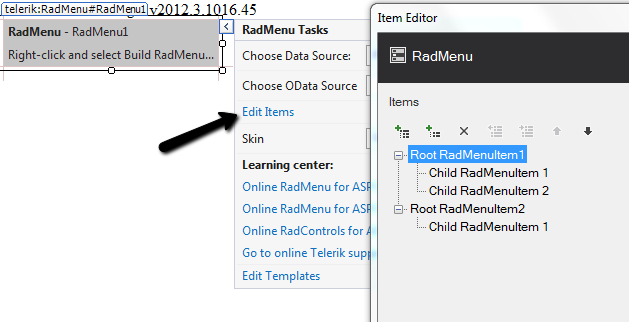 telerik:RadMenu#RadMenu1
v2012.3.1016.45
RadMenu - RadMenu1
Right-click and select Build RadMenu...
RadMenu Tasks
Choose Data Source:
Choose OData Source
Edit Items
Skin
Learning center:
Online RadMenu for ASP
Online RadMenu for ASP
Online RadControls for A
Go to online Telerik supp
Edit Templates
Item Editor
RadMenu
Items
Root RadMenuItem1
Child RadMenuItem 1
Child RadMenuItem 2
Root RadMenuItem2
Child RadMenuItem 1